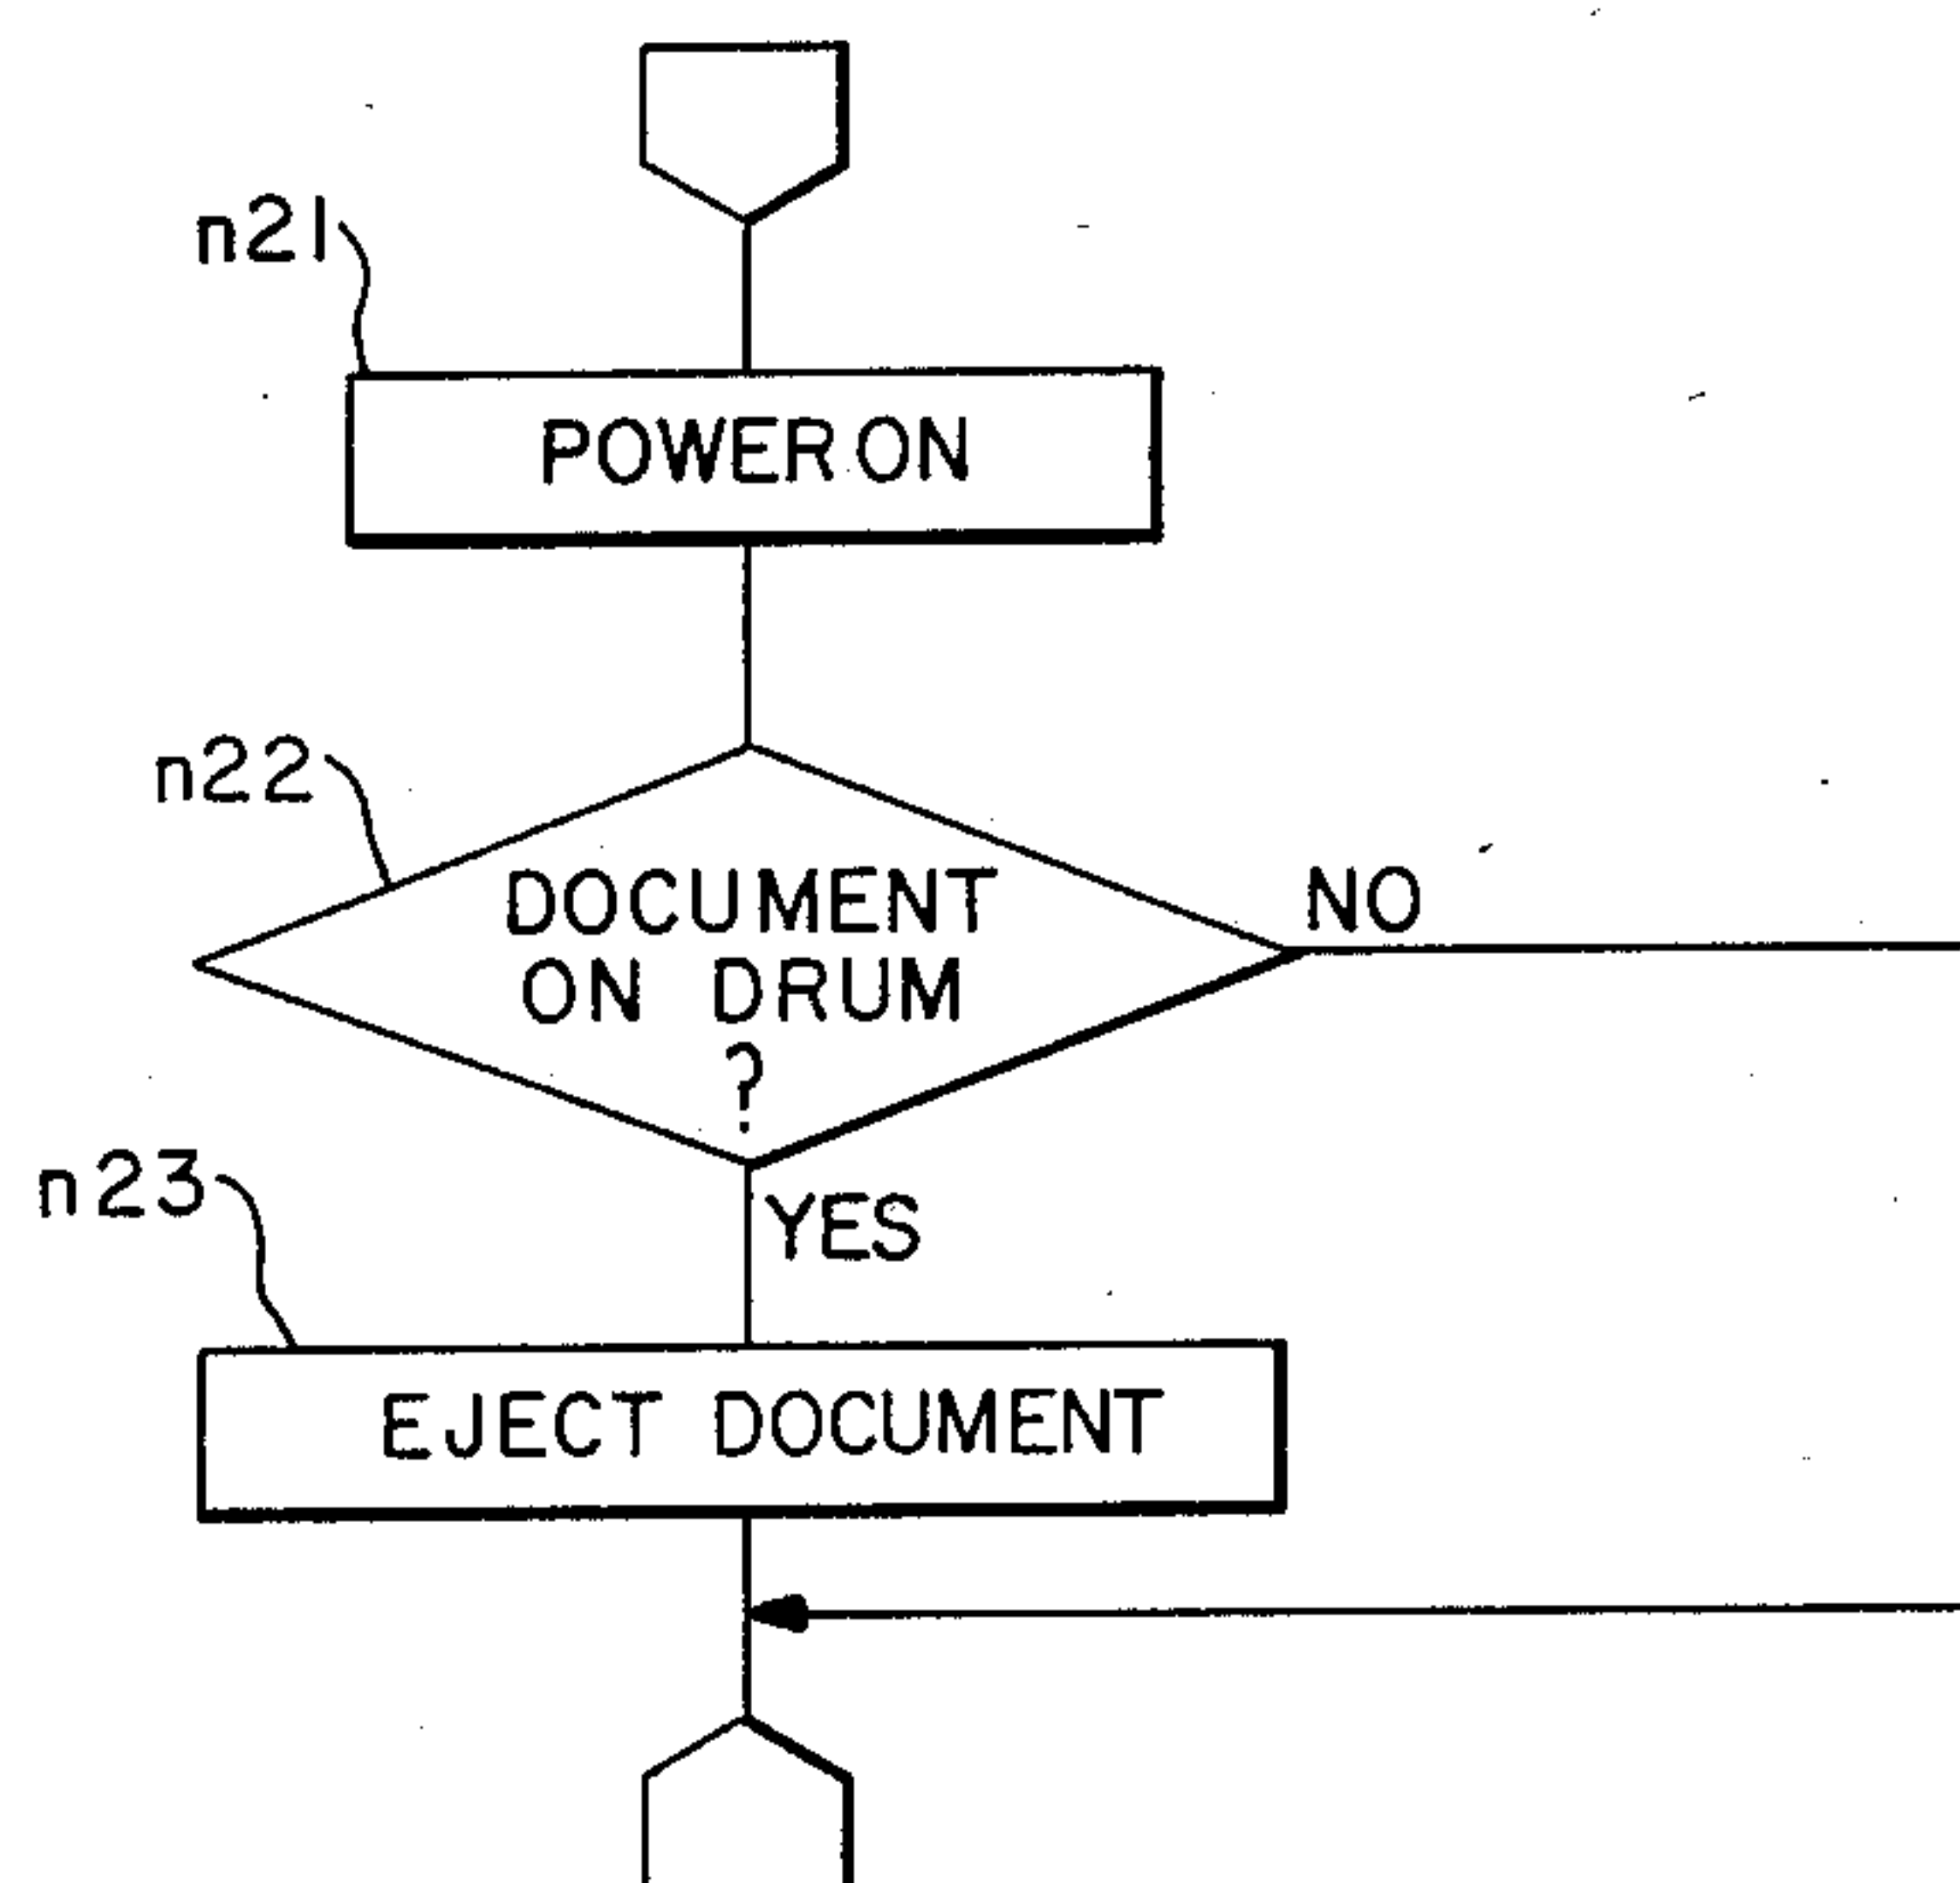 n21
POWER ON
n22
DOCUMENT
ON DRUM
?
NO
YES
n23
EJECT DOCUMENT